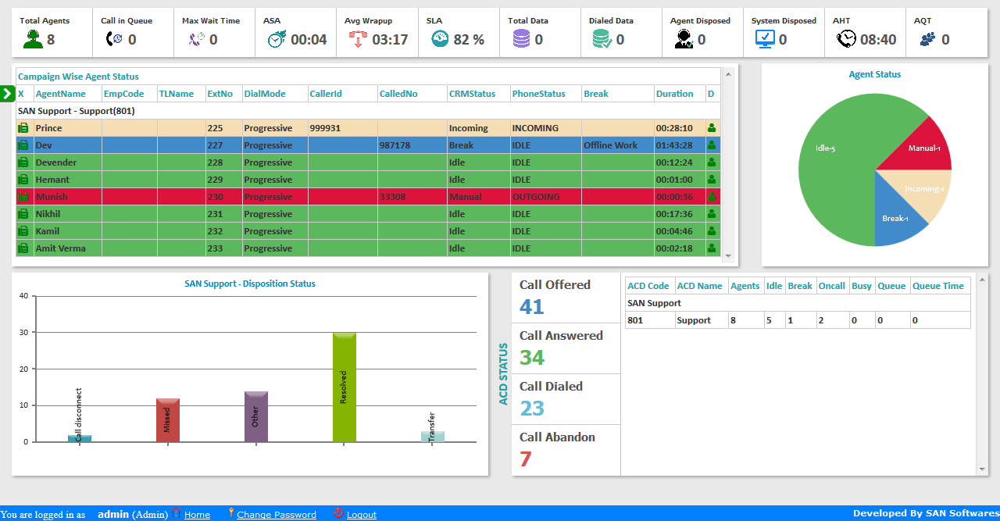 Total Agents Call in Queue Max Wait Time ASA Avg Wrapup SLA Total Data Dialed Data Agent Disposed System Disposed AHT AQT
8 0 0 00:04 03:17 82 % 0 0 0 0 08:40 0
Campaign Wise Agent Status
X AgentName EmpCode TLName ExtNo DialMode CallerId CalledNo CRMStatus PhoneStatus Break Duration D
SAN Support - Support(801)
Prince 225 Progressive 999931 Incoming INCOMING 00:28:10
Dev 227 Progressive 987178 Break IDLE Offline Work 01:43:28
Devender 228 Progressive Idle IDLE 00:12:24
Hemant 229 Progressive Idle IDLE 00:01:00
Munish 230 Progressive 33308 Manual OUTGOING 00:00:36
Nikhil 231 Progressive Idle IDLE 00:17:36
Kamil 232 Progressive Idle IDLE 00:04:46
Amit Verma 233 Progressive Idle IDLE 00:02:18
Agent Status
Idle-5
Manual-1
Incoming-1
Break-1
SAN Support - Disposition Status
40
30
20
10
0
Call disconnect
Missed
Other
Resolved
Transfer
ACD STATUS
Call Offered
41
Call Answered
34
Call Dialed
23
Call Abandon
7
ACD Code ACD Name Agents Idle Break Oncall Busy Queue Queue Time
SAN Support
801 Support 8 5 1 2 0 0 0
You are logged in as admin (Admin) Home Change Password Logout Developed By SAN Softwares